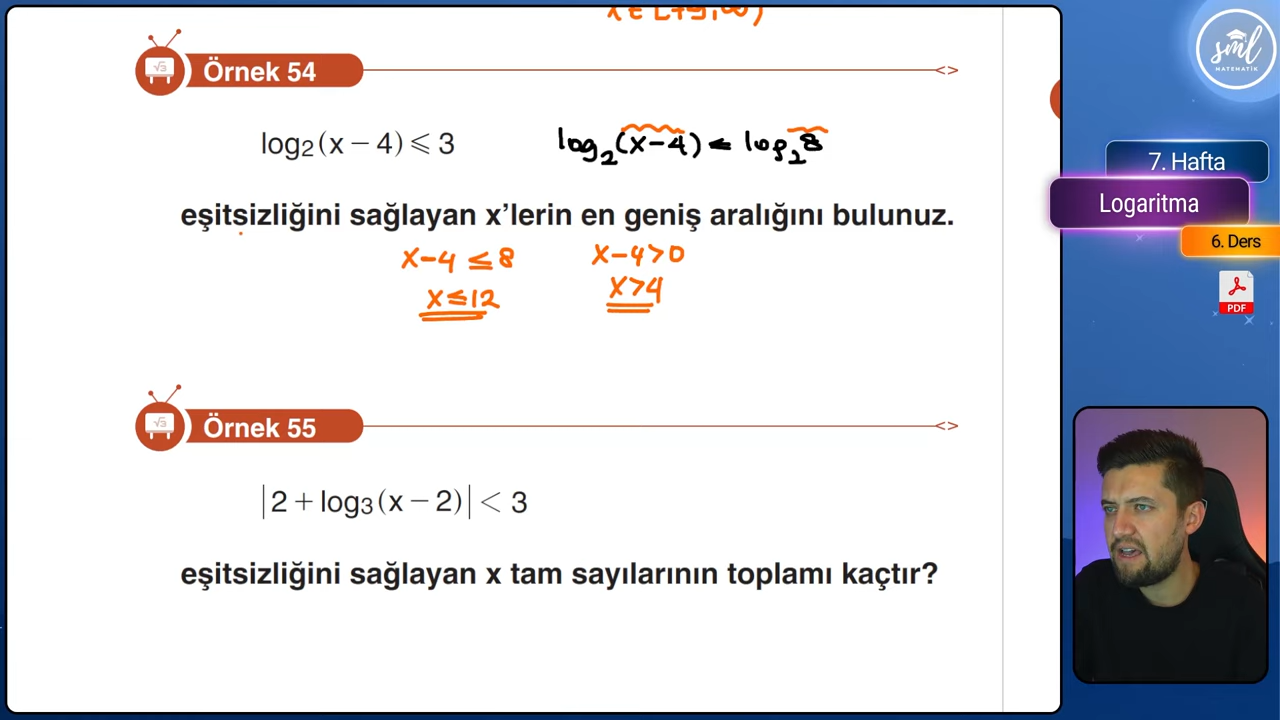 Örnek 54
log₂(x − 4) ⩽ 3
log₂(x−4) ≤ log₂8
eşitsizliğini sağlayan x’lerin en geniş aralığını bulunuz.
x−4 ≤ 8
x−4>0
x≤12
x>4
Örnek 55
|2 + log₃(x − 2)| < 3
eşitsizliğini sağlayan x tam sayılarının toplamı kaçtır?
sml
MATEMATİK
7. Hafta
Logaritma
6. Ders
PDF